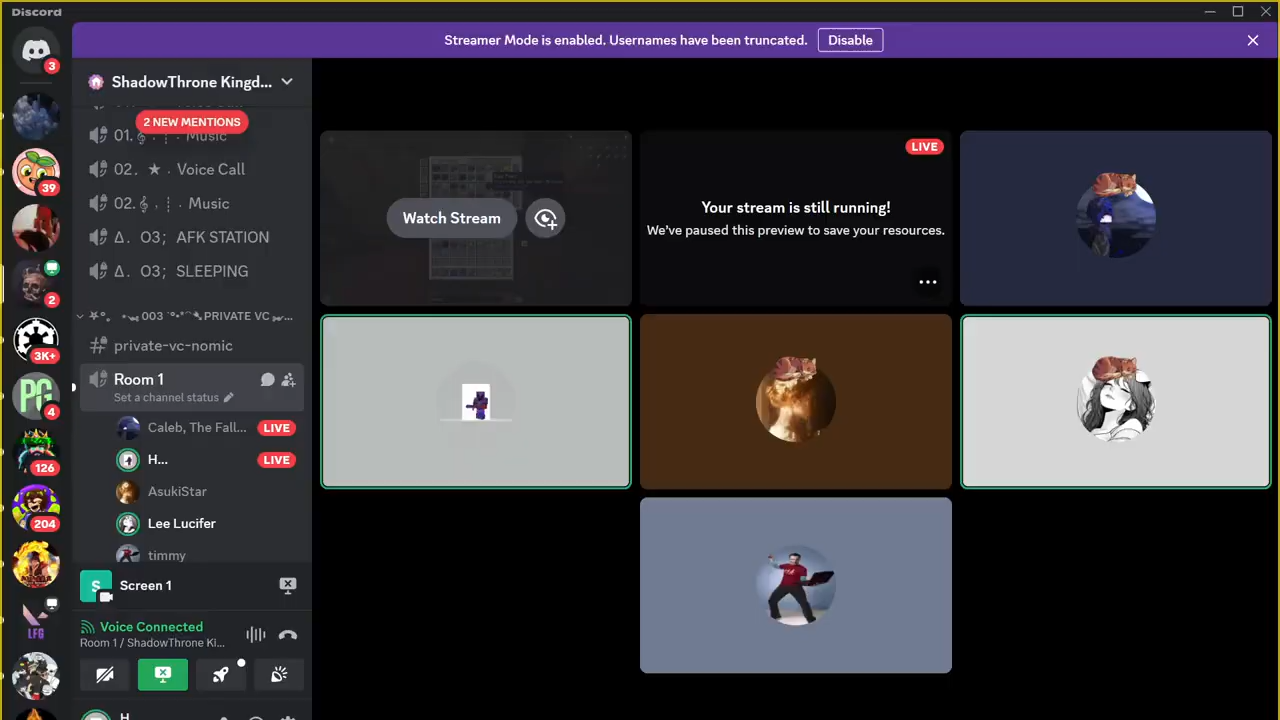 Discord
Streamer Mode is enabled. Usernames have been truncated.
Disable
3
39
2
3K+
PG
4
126
204
LFG
ShadowThrone Kingd...
2 NEW MENTIONS
01. Music
02. ★ . Voice Call
02. Music
Δ. O3; AFK STATION
Δ. O3; SLEEPING
003 PRIVATE VC
private-vc-nomic
Room 1
Set a channel status
Caleb, The Fall...
LIVE
H...
LIVE
AsukiStar
Lee Lucifer
timmy
S
Screen 1
Voice Connected
Room 1 / ShadowThrone Ki...
H
Watch Stream
LIVE
Your stream is still running!
We've paused this preview to save your resources.